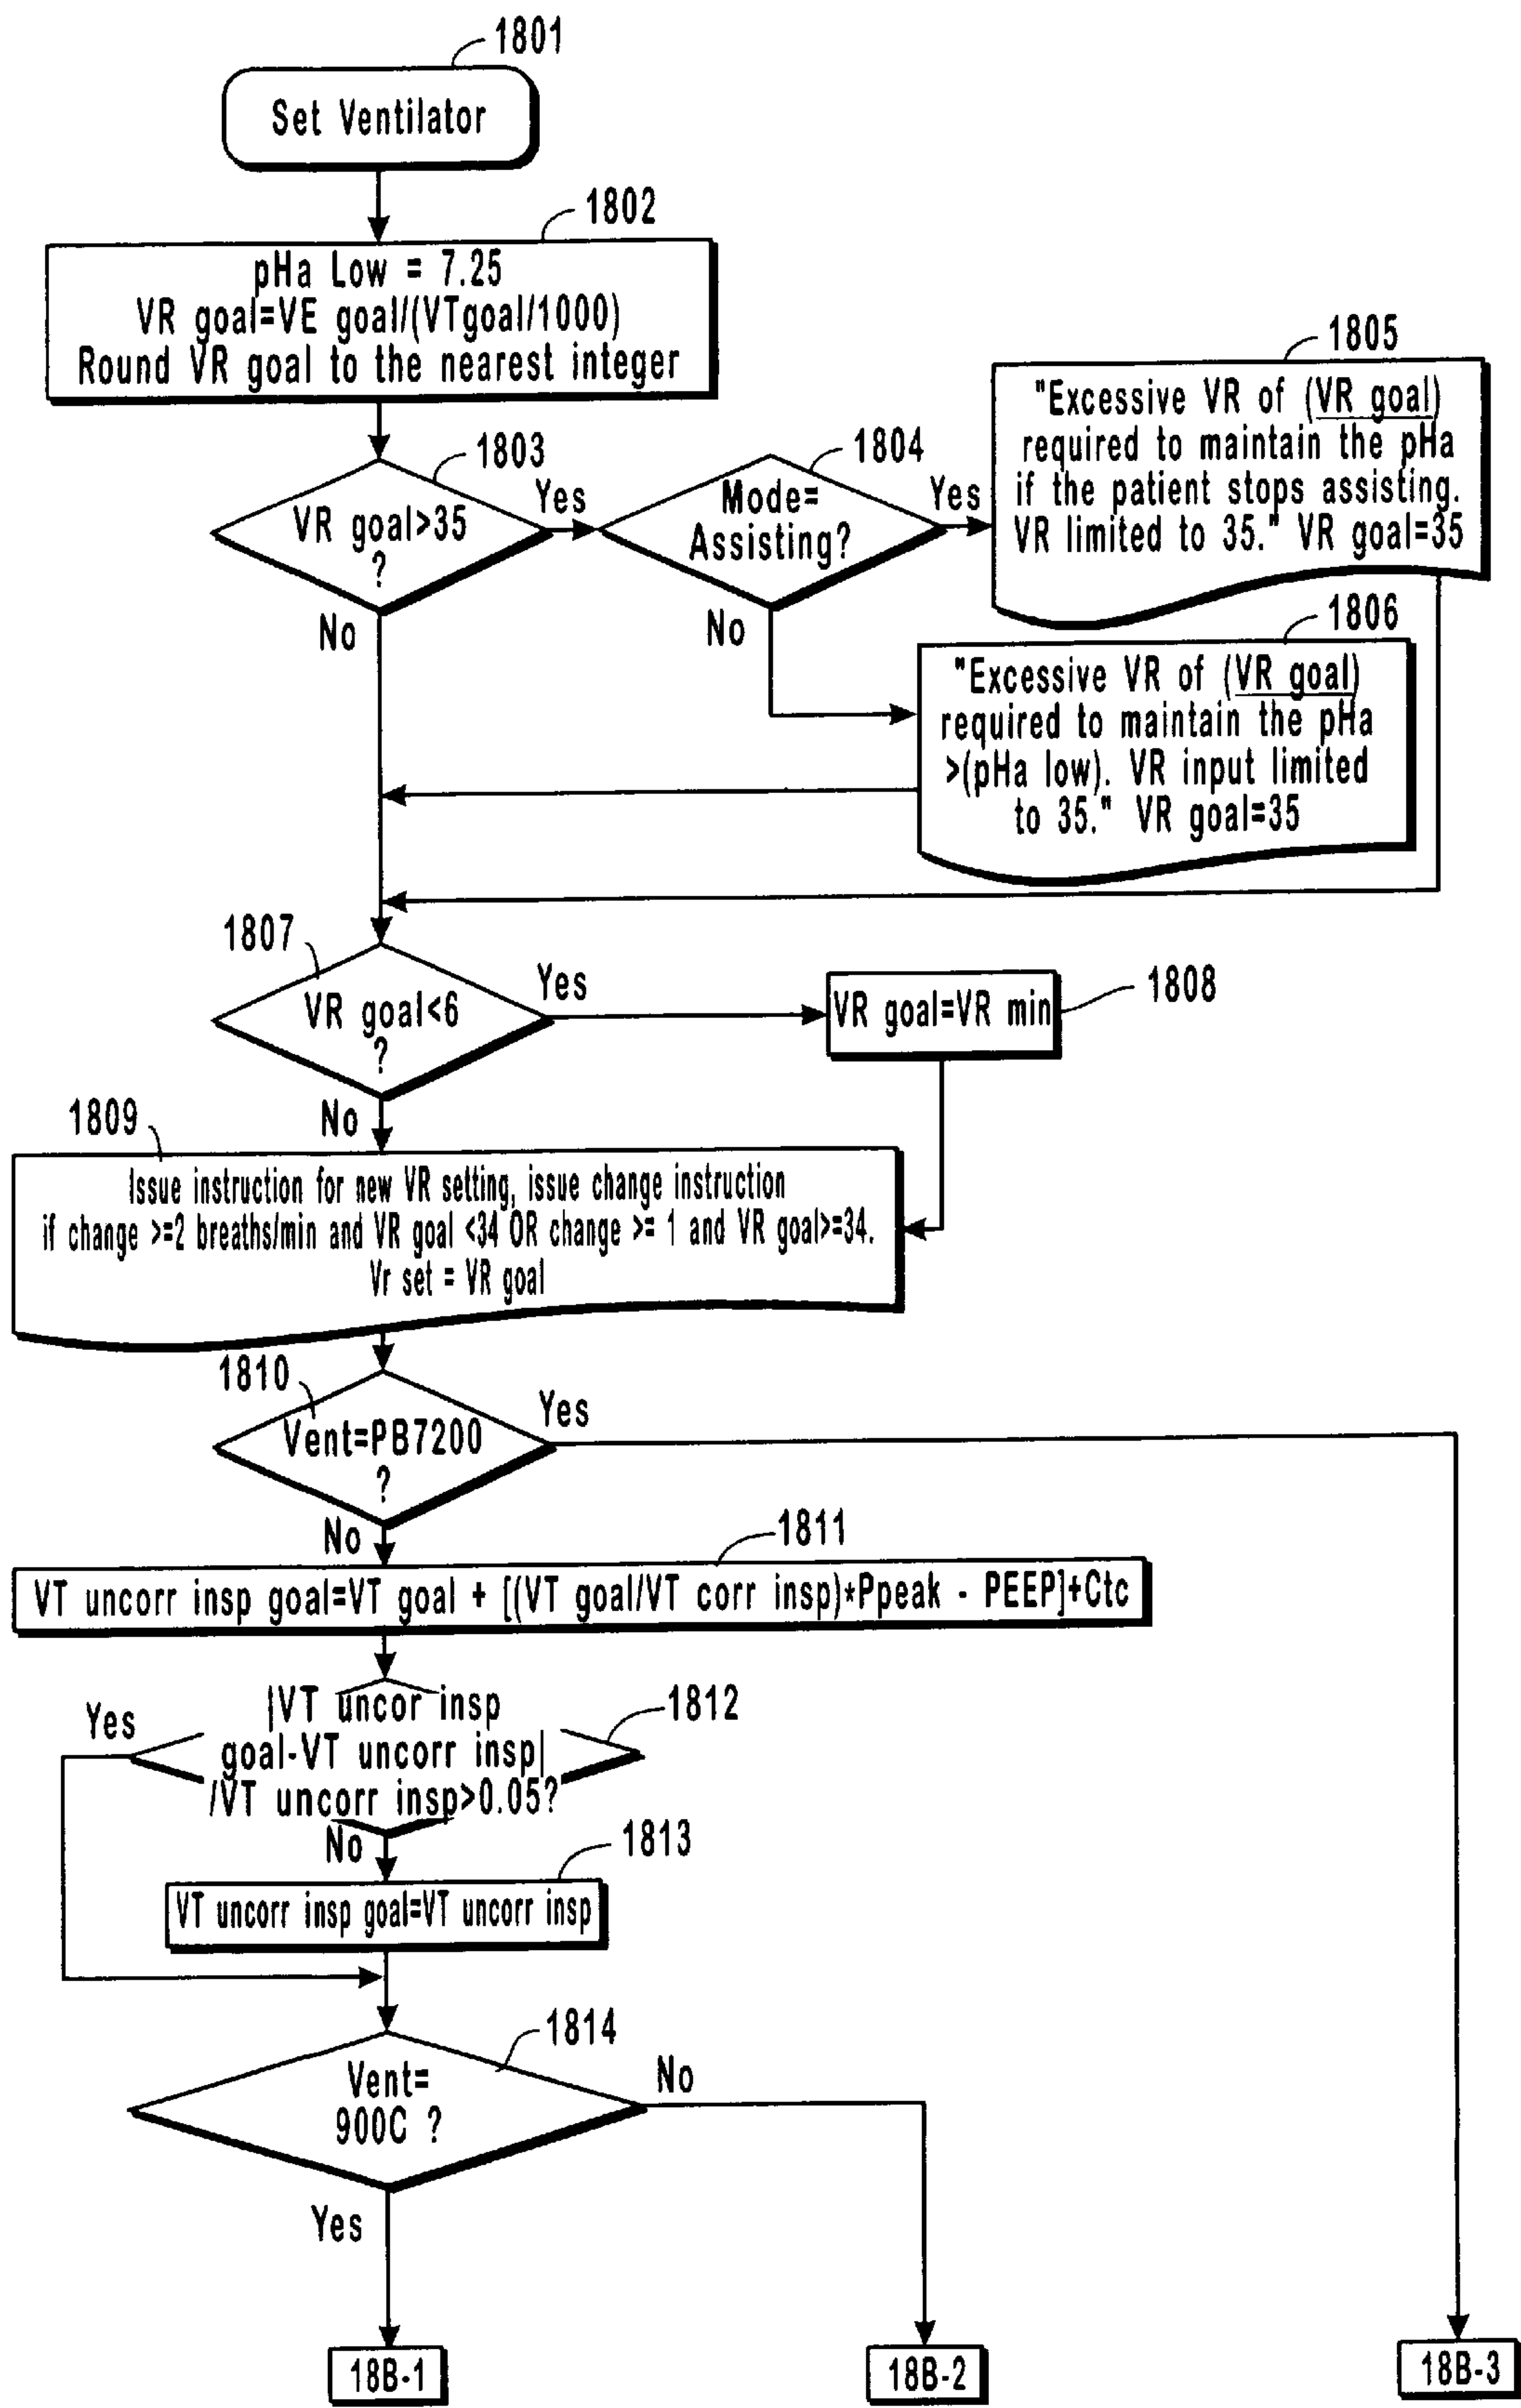 1801
Set Ventilator
1802
pHa Low = 7.25
VR goal=VE goal/(VTgoal/1000)
Round VR goal to the nearest integer
1803
VR goal>35
?
Yes
No
1804
Mode=
Assisting?
Yes
No
1805
"Excessive VR of (VR goal)
required to maintain the pHa
if the patient stops assisting.
VR limited to 35." VR goal=35
1806
"Excessive VR of (VR goal)
required to maintain the pHa
>(pHa low). VR input limited
to 35." VR goal=35
1807
VR goal<6
?
Yes
No
1808
VR goal=VR min
1809
Issue instruction for new VR setting, issue change instruction
if change >=2 breaths/min and VR goal <34 OR change >= 1 and VR goal>=34.
Vr set = VR goal
1810
Vent=PB7200
?
Yes
No
1811
VT uncorr insp goal=VT goal + [(VT goal/VT corr insp)*Ppeak - PEEP]+Ctc
1812
|VT uncor insp
goal-VT uncorr insp|
/VT uncorr insp>0.05?
Yes
No
1813
VT uncorr insp goal=VT uncorr insp
1814
Vent=
900C ?
No
Yes
18B-1
18B-2
18B-3